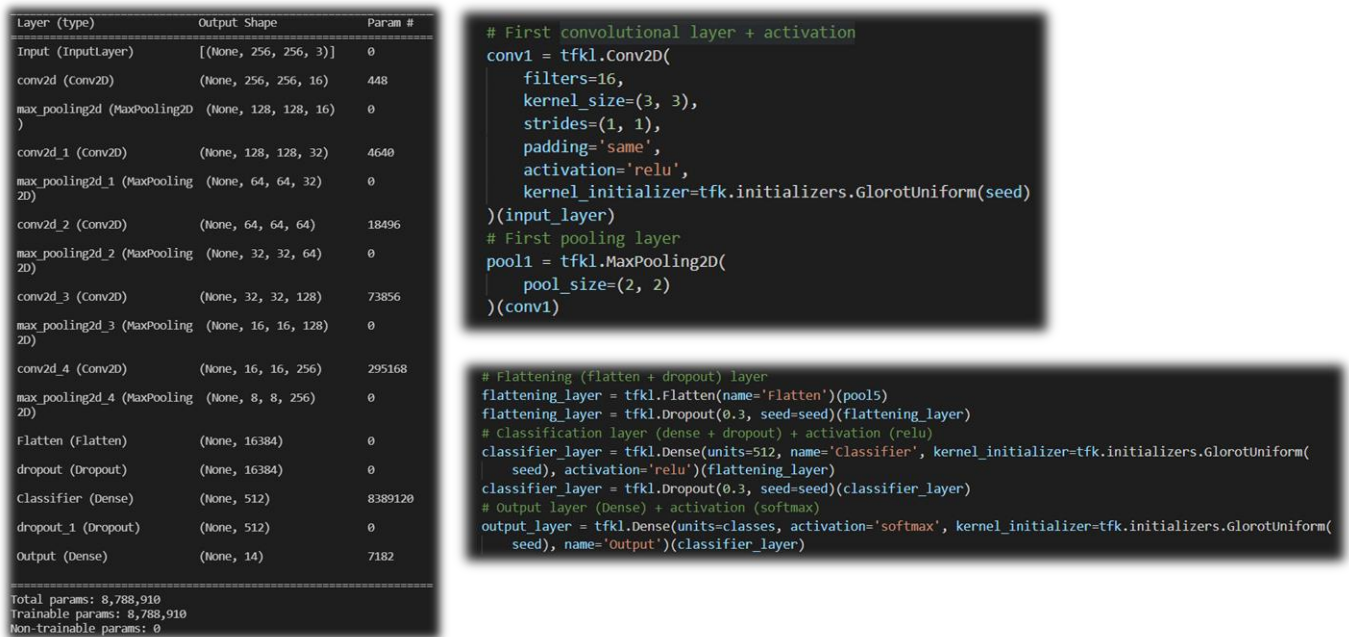 Layer (type) Output Shape Param #
Input (InputLayer) [(None, 256, 256, 3)] 0
conv2d (Conv2D) (None, 256, 256, 16) 448
max_pooling2d (MaxPooling2D (None, 128, 128, 16) 0
)
conv2d_1 (Conv2D) (None, 128, 128, 32) 4640
max_pooling2d_1 (MaxPooling (None, 64, 64, 32) 0
2D)
conv2d_2 (Conv2D) (None, 64, 64, 64) 18496
max_pooling2d_2 (MaxPooling (None, 32, 32, 64) 0
2D)
conv2d_3 (Conv2D) (None, 32, 32, 128) 73856
max_pooling2d_3 (MaxPooling (None, 16, 16, 128) 0
2D)
conv2d_4 (Conv2D) (None, 16, 16, 256) 295168
max_pooling2d_4 (MaxPooling (None, 8, 8, 256) 0
2D)
Flatten (Flatten) (None, 16384) 0
dropout (Dropout) (None, 16384) 0
Classifier (Dense) (None, 512) 8389120
dropout_1 (Dropout) (None, 512) 0
Output (Dense) (None, 14) 7182
Total params: 8,788,910
Trainable params: 8,788,910
Non-trainable params: 0
# First convolutional layer + activation
conv1 = tfkl.Conv2D(
filters=16,
kernel_size=(3, 3),
strides=(1, 1),
padding='same',
activation='relu',
kernel_initializer=tfk.initializers.GlorotUniform(seed)
)(input_layer)
# First pooling layer
pool1 = tfkl.MaxPooling2D(
pool_size=(2, 2)
)(conv1)
# Flattening (flatten + dropout) layer
flattening_layer = tfkl.Flatten(name='Flatten')(pool5)
flattening_layer = tfkl.Dropout(0.3, seed=seed)(flattening_layer)
# Classification layer (dense + dropout) + activation (relu)
classifier_layer = tfkl.Dense(units=512, name='Classifier', kernel_initializer=tfk.initializers.GlorotUniform(
seed), activation='relu')(flattening_layer)
classifier_layer = tfkl.Dropout(0.3, seed=seed)(classifier_layer)
# Output layer (Dense) + activation (softmax)
output_layer = tfkl.Dense(units=classes, activation='softmax', kernel_initializer=tfk.initializers.GlorotUniform(
seed), name='Output')(classifier_layer)